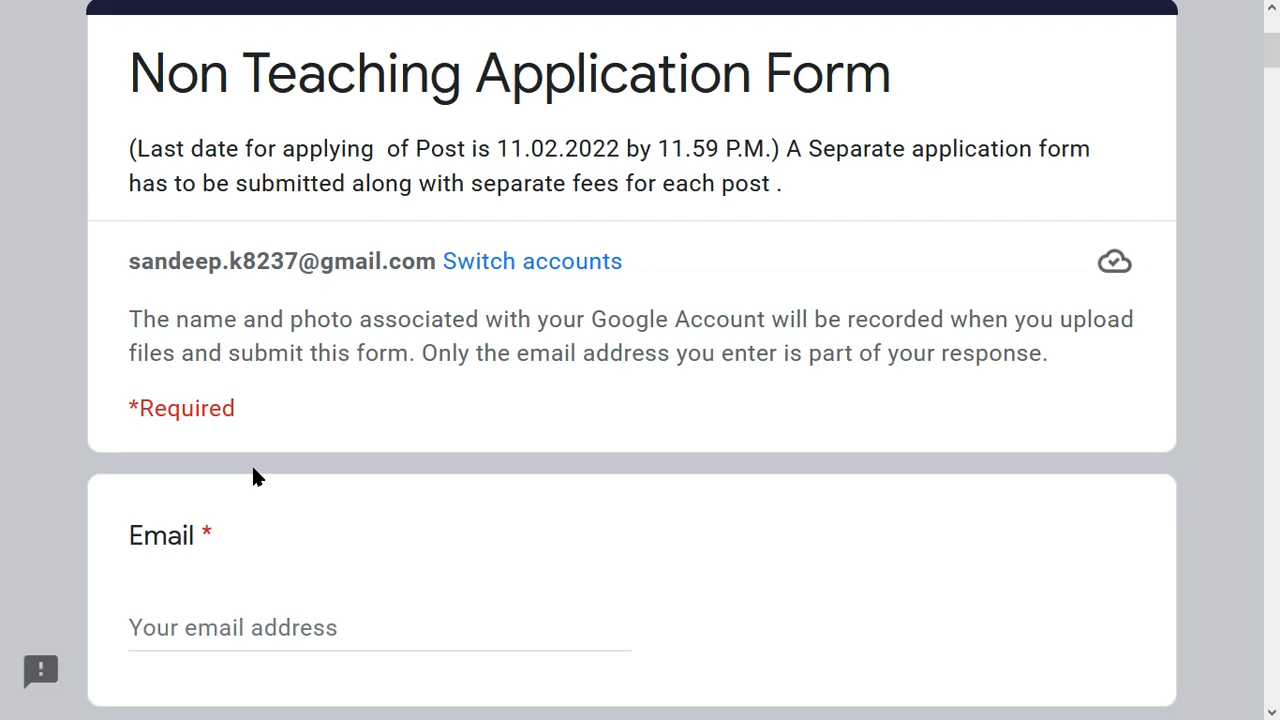 Non Teaching Application Form
(Last date for applying  of Post is 11.02.2022 by 11.59 P.M.) A Separate application form
has to be submitted along with separate fees for each post .
sandeep.k8237@gmail.com Switch accounts
The name and photo associated with your Google Account will be recorded when you upload
files and submit this form. Only the email address you enter is part of your response.
*Required
Email *
Your email address